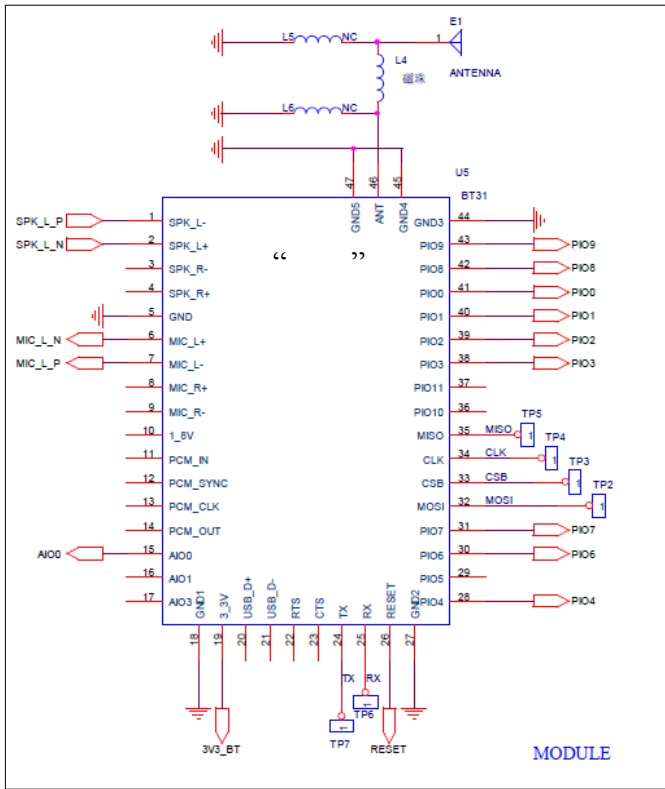 E1
L5 NC 1
L4
磁珠 ANTENNA
L6 NC
U5
BT31
47 46 45
GND5 ANT GND4
SPK_L_P 1 SPK_L- GND3 44
SPK_L_N 2 SPK_L+ PIO9 43 PIO9
“ ”
3 SPK_R- PIO8 42 PIO8
4 SPK_R+ PIO0 41 PIO0
5 GND PIO1 40 PIO1
MIC_L_N 6 MIC_L+ PIO2 39 PIO2
MIC_L_P 7 MIC_L- PIO3 38 PIO3
8 MIC_R+ PIO11 37
9 MIC_R- PIO10 36
10 1_8V MISO 35 MISO 1 TP5
11 PCM_IN CLK 34 CLK 1 TP4
12 PCM_SYNC CSB 33 CSB 1 TP3
13 PCM_CLK MOSI 32 MOSI 1 TP2
14 PCM_OUT PIO7 31 PIO7
AIO0 15 AIO0 PIO6 30 PIO6
16 AIO1 PIO5 29
17 AIO3 PIO4 28 PIO4
GND1 3_3V USB_D+ USB_D- RTS CTS TX RX RESET GND2
18 19 20 21 22 23 24 25 26 27
TX RX
1 TP6
1 TP7
3V3_BT RESET
MODULE